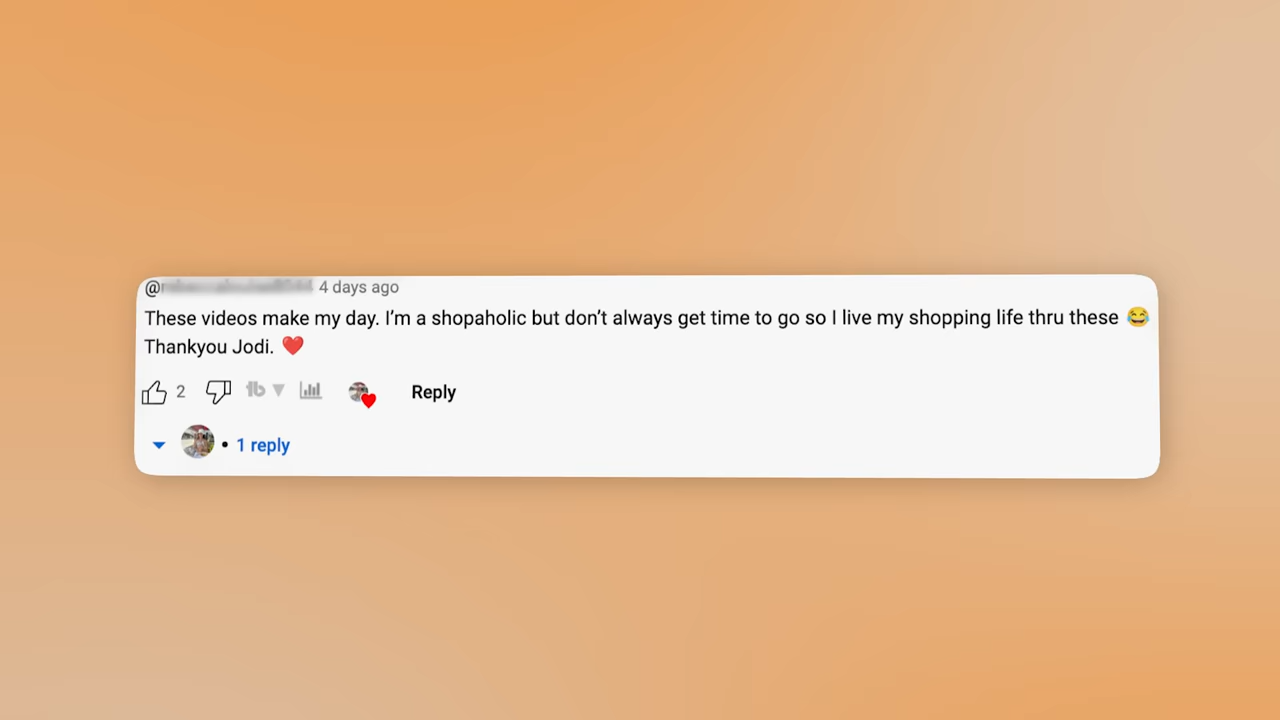 @ 4 days ago
These videos make my day. I'm a shopaholic but don't always get time to go so I live my shopping life thru these 😂
Thankyou Jodi. ❤️
2 Reply
• 1 reply